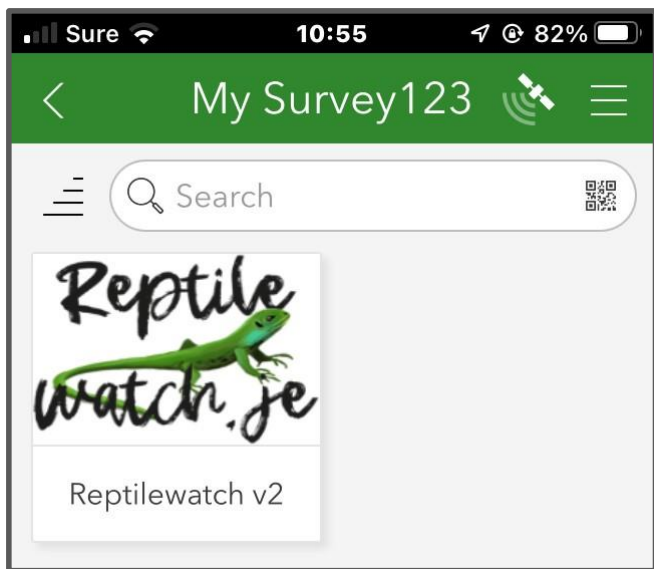 Sure 10:55 82%
My Survey123
Search
Reptile
watch.je
Reptilewatch v2